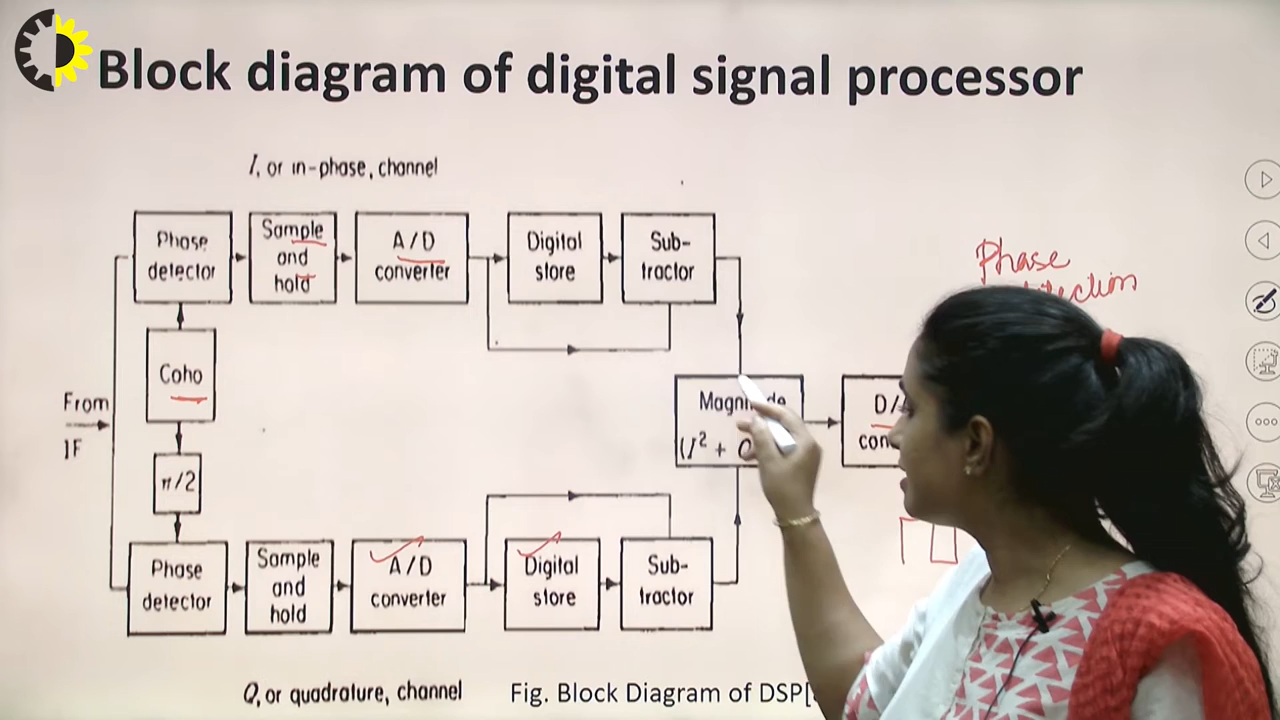 Block diagram of digital signal processor
I, or in-phase, channel
Phase
detector
Sample
and
hold
A/D
converter
Digital
store
Sub-
tractor
Phase
Coho
From
IF
π/2
(I² +
Phase
detector
Sample
and
hold
A/D
converter
Digital
store
Sub-
tractor
Q, or quadrature, channel
Fig. Block Diagram of DSP[